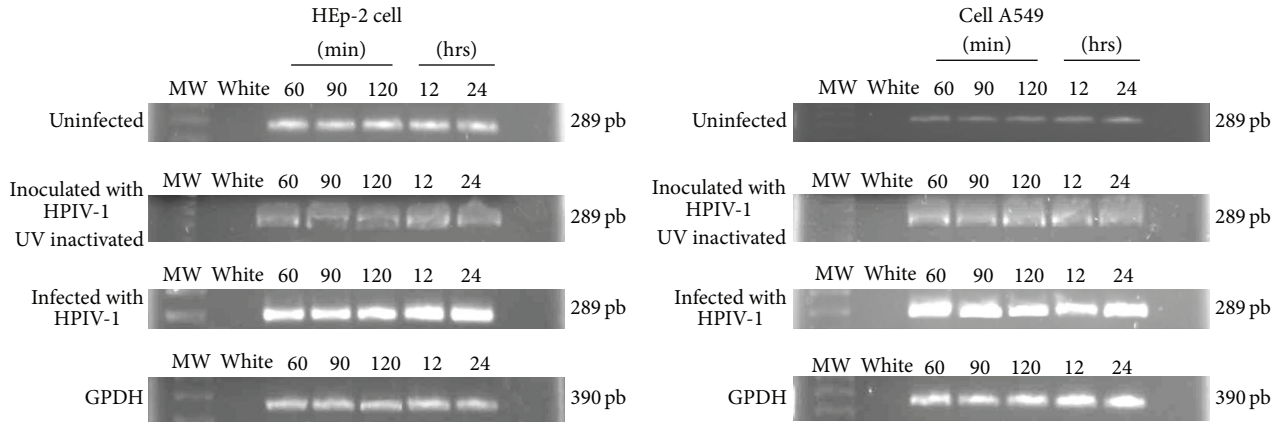 HEp-2 cell
(min) (hrs)
MW White 60 90 120 12 24
Uninfected 289 pb
MW White 60 90 120 12 24
Inoculated with
HPIV-1 289 pb
UV inactivated
MW White 60 90 120 12 24
Infected with 289 pb
HPIV-1
MW White 60 90 120 12 24
GPDH 390 pb
Cell A549
(min) (hrs)
MW White 60 90 120 12 24
Uninfected 289 pb
MW White 60 90 120 12 24
Inoculated with
HPIV-1 289 pb
UV inactivated
MW White 60 90 120 12 24
Infected with 289 pb
HPIV-1
MW White 60 90 120 12 24
GPDH 390 pb